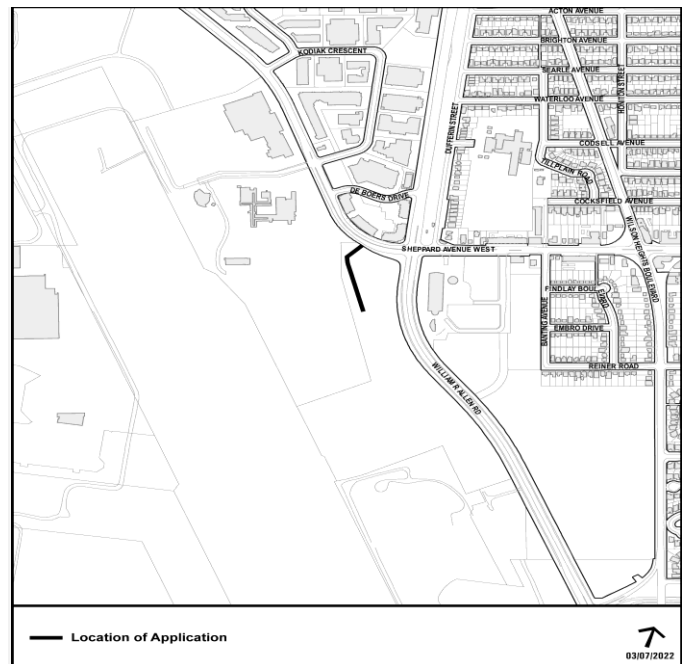 ACTON AVENUE
BRIGHTON AVENUE
KODIAK CRESCENT
SEARLE AVENUE
WATERLOO AVENUE
HONITON STREET
DUFFERIN STREET
CODSELL AVENUE
TILLPLAIN ROAD
DE BOERS DRIVE
COCKSFIELD AVENUE
SHEPPARD AVENUE WEST
WILSON HEIGHTS BOULEVARD
FINDLAY BOUL
BANTING AVENUE
EMBRO DRIVE
REINER ROAD
WILLIAM R ALLEN RD
Location of Application
03/07/2022